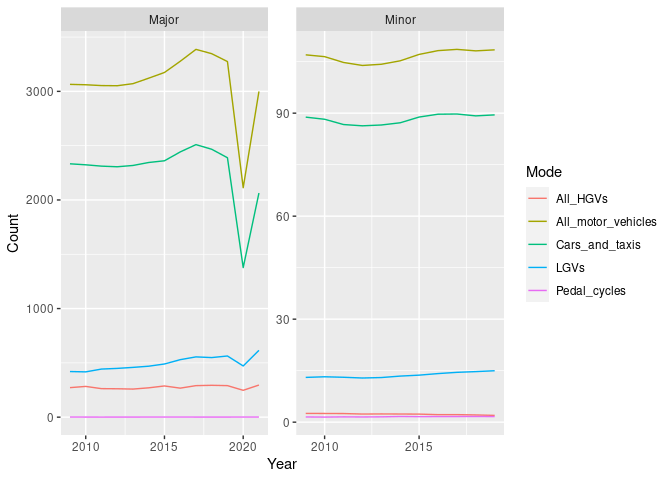 Major
Minor
Count
3000
2000
1000
0
90
60
30
0
2010
2015
2020
2010
2015
Year
Mode
All_HGVs
All_motor_vehicles
Cars_and_taxis
LGVs
Pedal_cycles